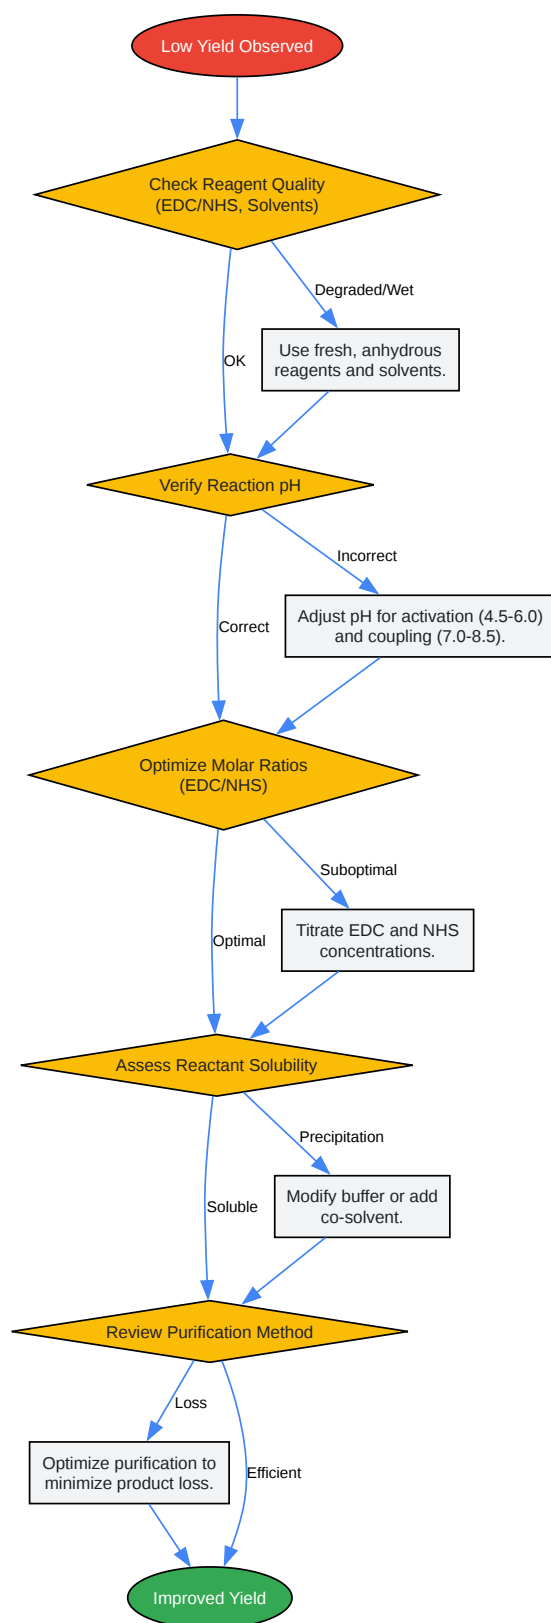 Low Yield Observed
Check Reagent Quality
(EDC/NHS, Solvents)
Degraded/Wet
Use fresh, anhydrous
reagents and solvents.
OK
Verify Reaction pH
Incorrect
Adjust pH for activation (4.5-6.0)
and coupling (7.0-8.5).
Correct
Optimize Molar Ratios
(EDC/NHS)
Suboptimal
Titrate EDC and NHS
concentrations.
Optimal
Assess Reactant Solubility
Precipitation
Modify buffer or add
co-solvent.
Soluble
Review Purification Method
Loss
Optimize purification to
minimize product loss.
Efficient
Improved Yield